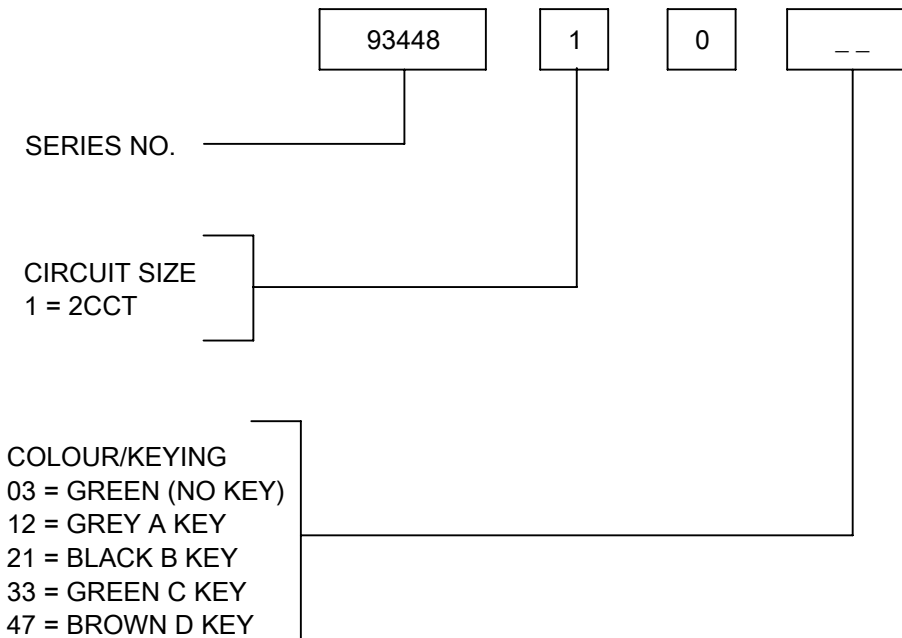 93448 1 0 _ _
SERIES NO.
CIRCUIT SIZE
1 = 2CCT
COLOUR/KEYING
03 = GREEN (NO KEY)
12 = GREY A KEY
21 = BLACK B KEY
33 = GREEN C KEY
47 = BROWN D KEY